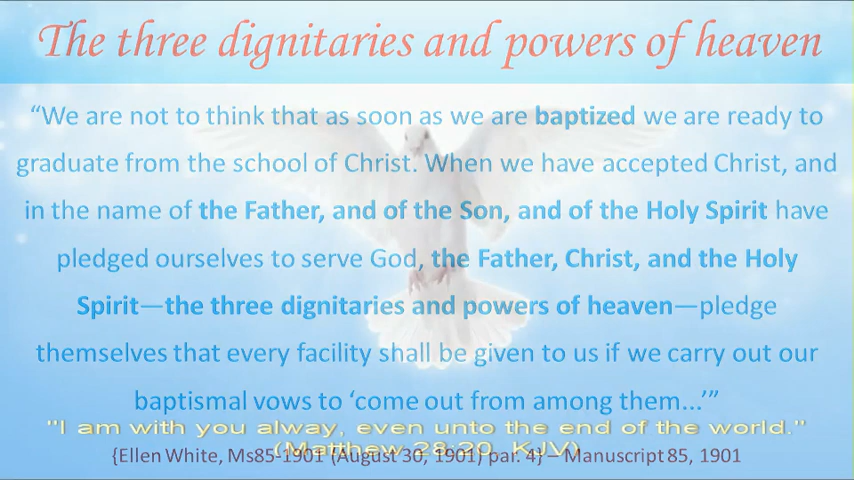 The three dignitaries and powers of heaven
“We are not to think that as soon as we are baptized we are ready to
graduate from the school of Christ. When we have accepted Christ, and
in the name of the Father, and of the Son, and of the Holy Spirit have
pledged ourselves to serve God, the Father, Christ, and the Holy
Spirit—the three dignitaries and powers of heaven—pledge
themselves that every facility shall be given to us if we carry out our
baptismal vows to ‘come out from among them...’”
"I am with you alway, even unto the end of the world."
(Matthew 28:20, KJV)
{Ellen White, Ms85-1901 (August 30, 1901) par. 4} – Manuscript 85, 1901